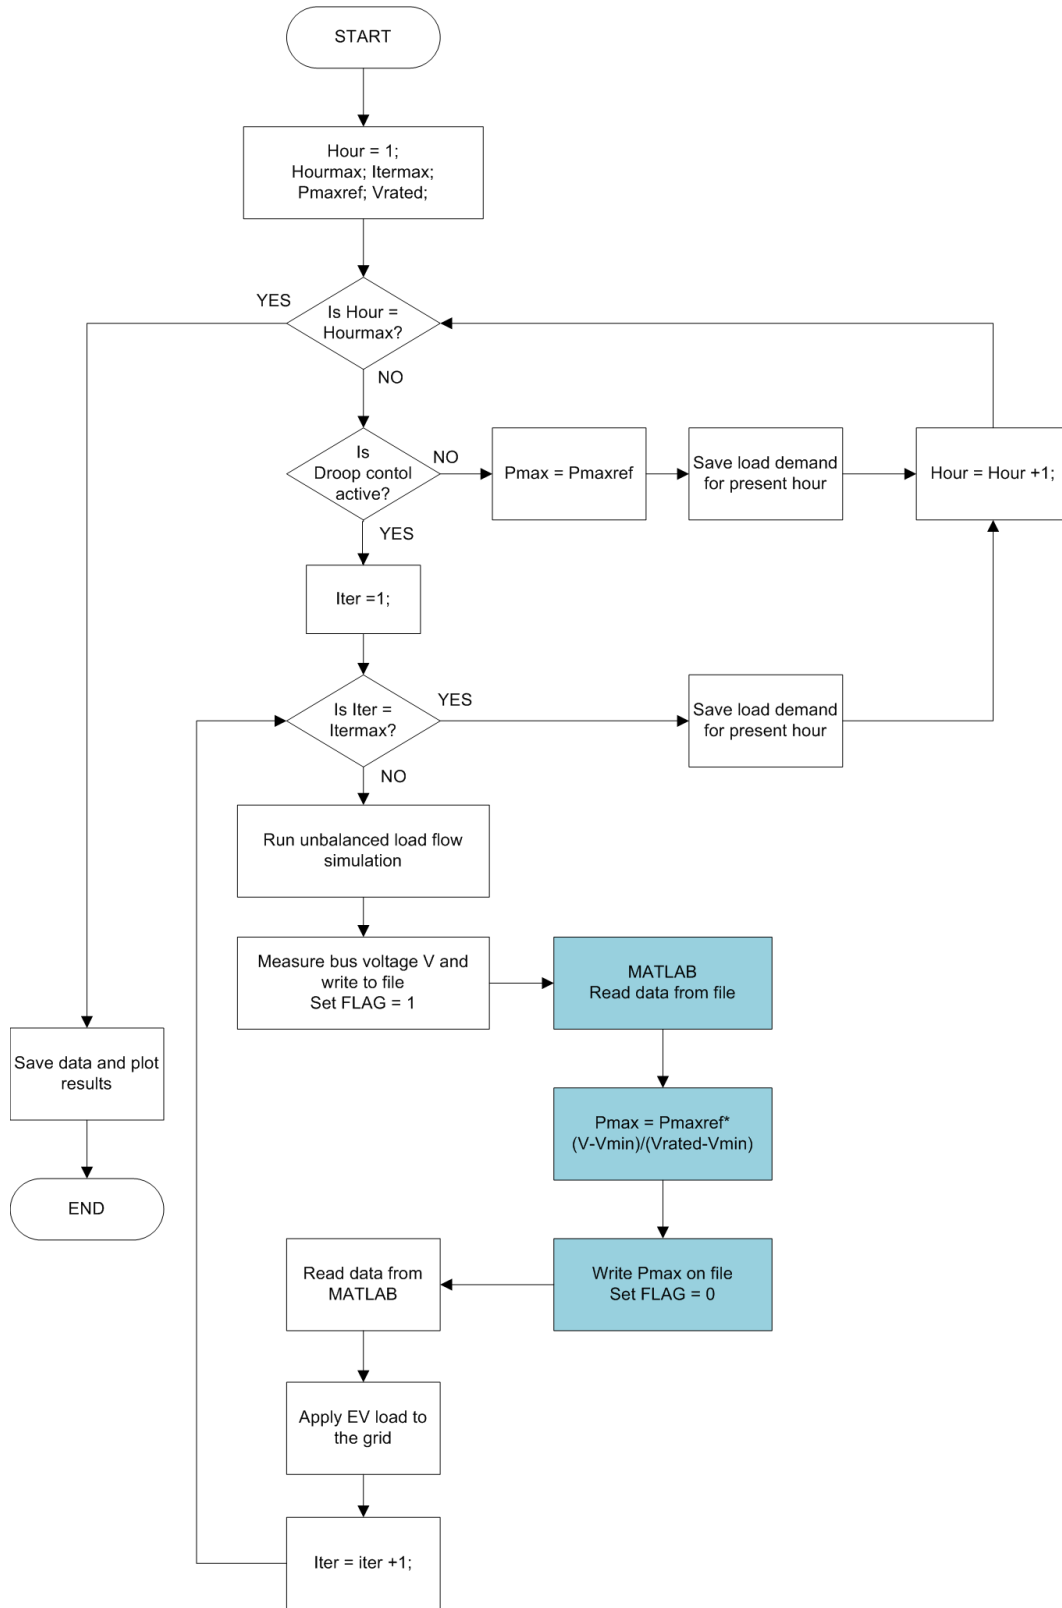 START
Hour = 1;
Hourmax; Itermax;
Pmaxref; Vrated;
YES
Is Hour =
Hourmax?
NO
Is
Droop contol
active?
NO
Pmax = Pmaxref
Save load demand
for present hour
Hour = Hour +1;
YES
Iter =1;
Is Iter =
Itermax?
YES
Save load demand
for present hour
NO
Run unbalanced load flow
simulation
Measure bus voltage V and
write to file
Set FLAG = 1
MATLAB
Read data from file
Save data and plot
results
Pmax = Pmaxref*
(V-Vmin)/(Vrated-Vmin)
END
Read data from
MATLAB
Write Pmax on file
Set FLAG = 0
Apply EV load to
the grid
Iter = iter +1;